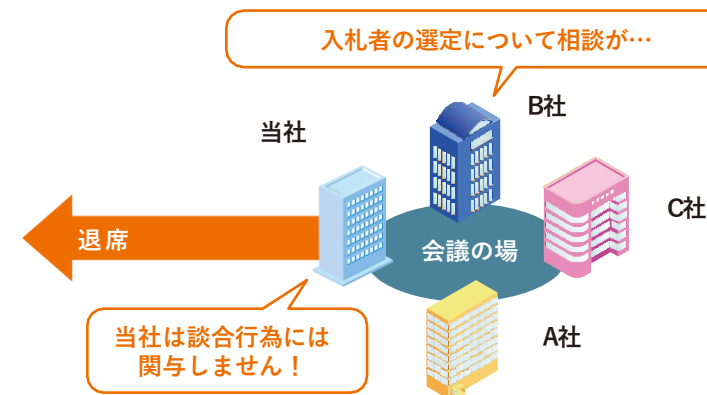 入札者の選定について相談が…
B社
当社
C社
退席
会議の場
当社は談合行為には
関与しません！
A社